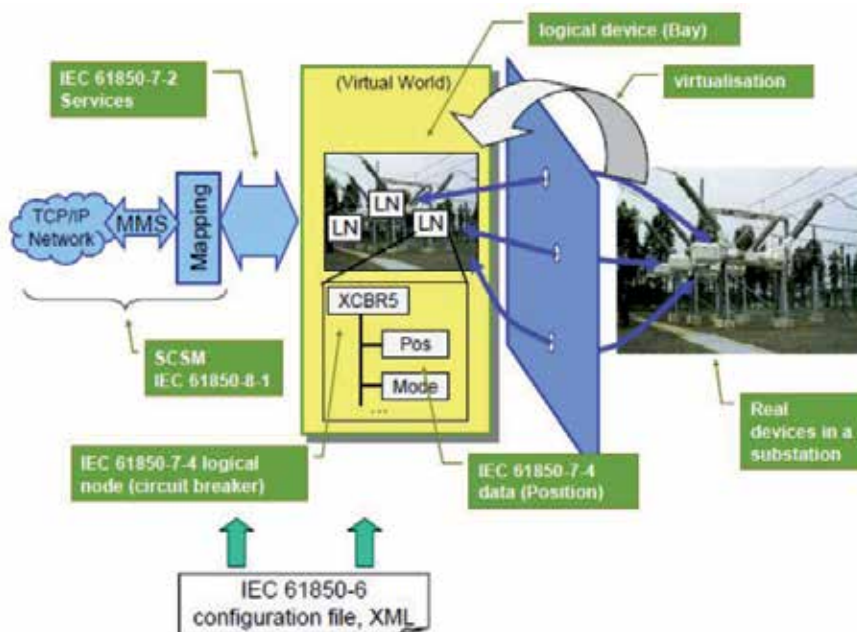 logical device (Bay)
IEC 61850-7-2
Services
(Virtual World)
virtualisation
TCP/IP
Network
MMS
Mapping
LN
LN
LN
XCBR5
Pos
Mode
...
SCSM
IEC 61850-8-1
Real
devices in a
substation
IEC 61850-7-4 logical
node (circuit breaker)
IEC 61850-7-4
data (Position)
IEC 61850-6
configuration file, XML